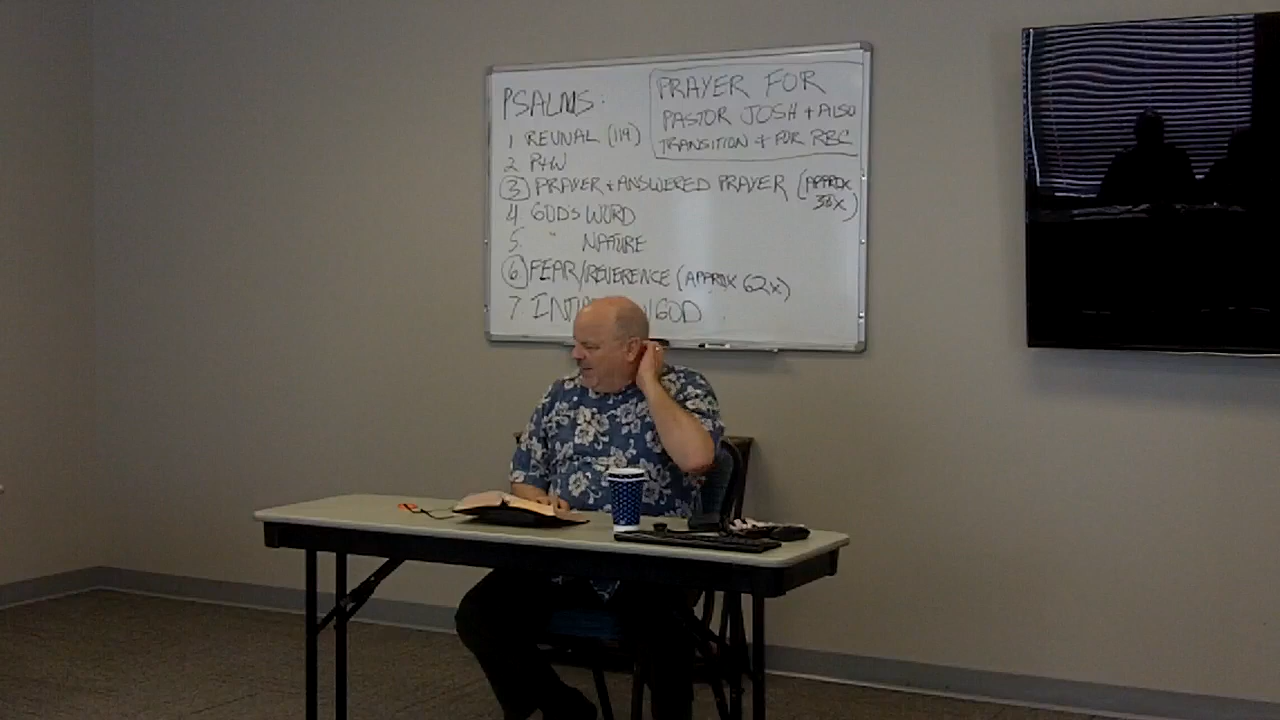 PSALMS:
1 REVIVAL (119)
2 P+W
3 PRAYER + ANSWERED PRAYER (APPROX
38X)
4. GOD'S WORD
5. " NATURE
6. FEAR/REVERENCE (APPROX 62X)
7. GOD
PRAYER FOR
PASTOR JOSH + ALSO
TRANSITION + FOR RBC